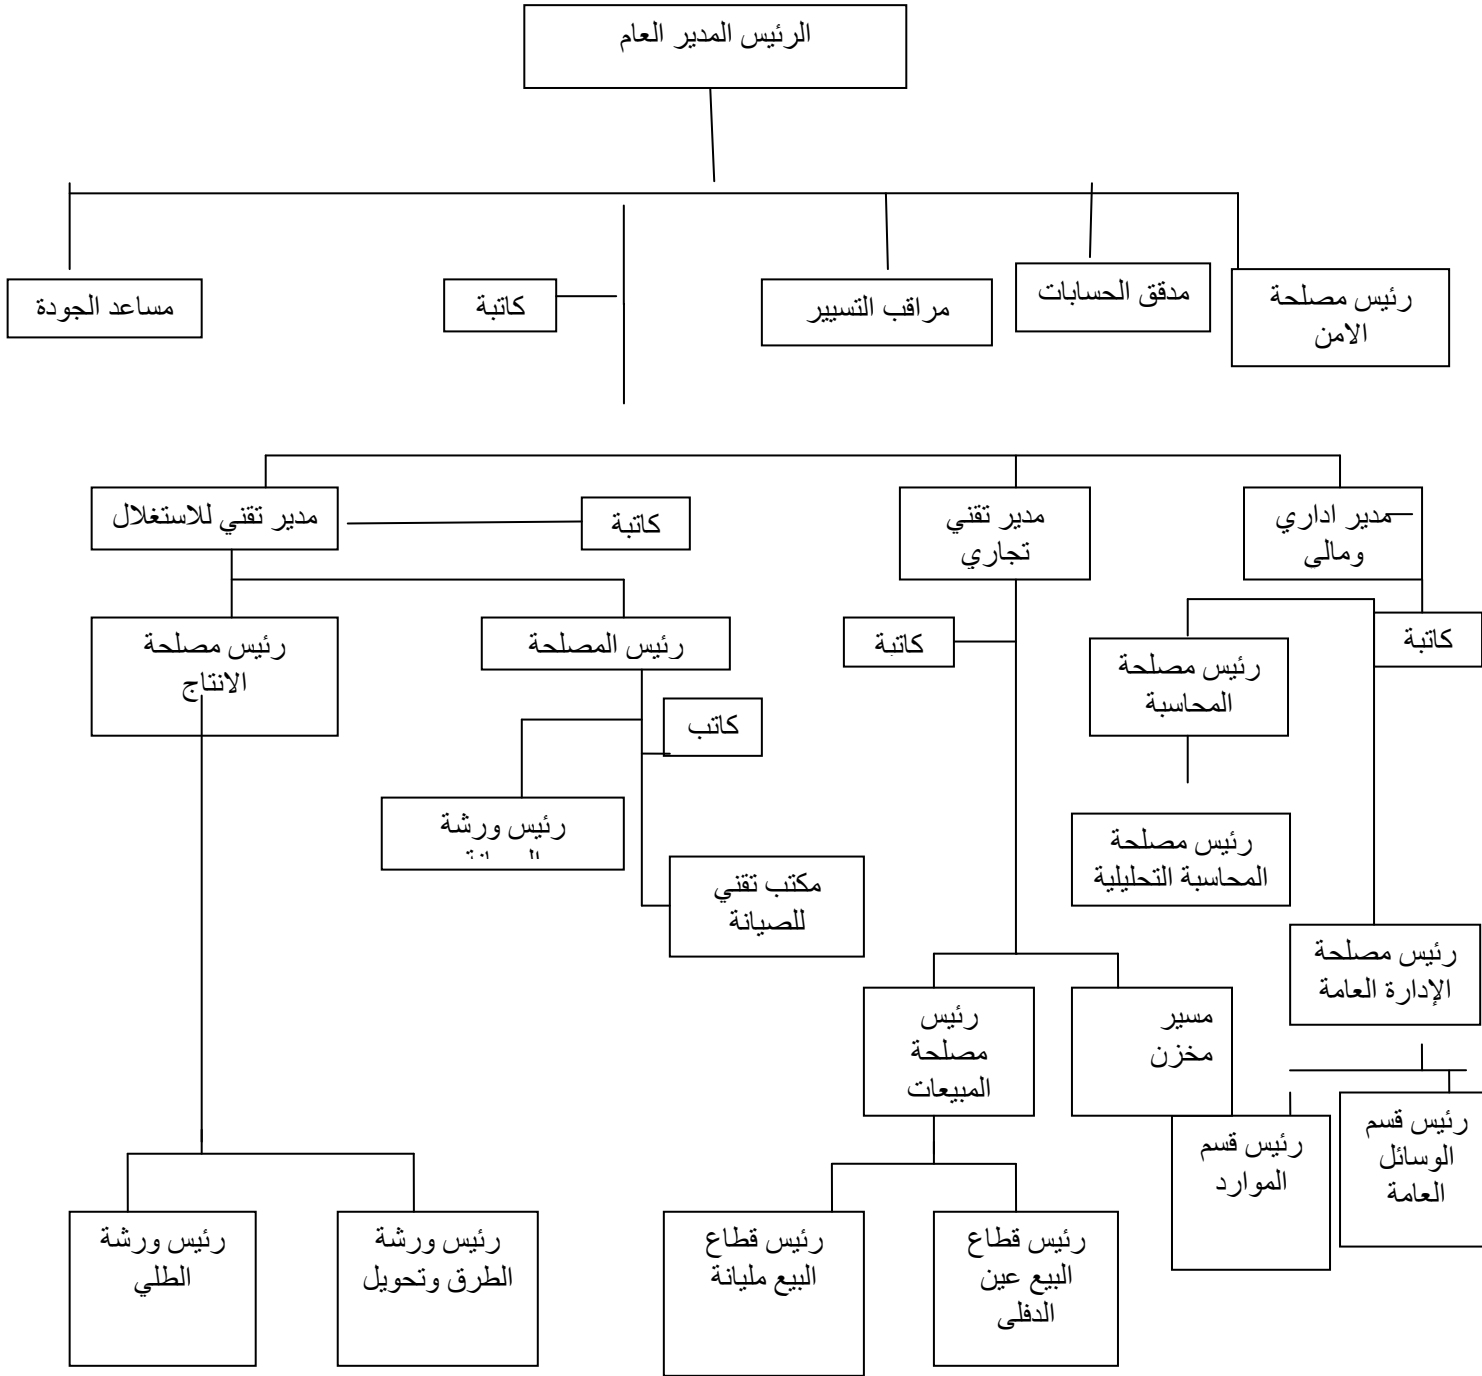 الرئيس المدير العام
رئيس مصلحة
الامن
مدقق الحسابات
مراقب التسيير
كاتبة
مساعد الجودة
مدير اداري
ومالى
مدير تقني
تجاري
كاتبة
مدير تقني للاستغلال
كاتبة
رئيس مصلحة
المحاسبة
كاتبة
رئيس المصلحة
رئيس مصلحة
الانتاج
كاتب
رئيس ورشة
رئيس مصلحة
المحاسبة التحليلية
مكتب تقني
للصيانة
رئيس مصلحة
الإدارة العامة
مسير
مخزن
رئيس
مصلحة
المبيعات
رئيس قسم
الوسائل
العامة
رئيس قسم
الموارد
رئيس قطاع
البيع عين
الدفلى
رئيس قطاع
البيع مليانة
رئيس ورشة
الطرق وتحويل
رئيس ورشة
الطلي